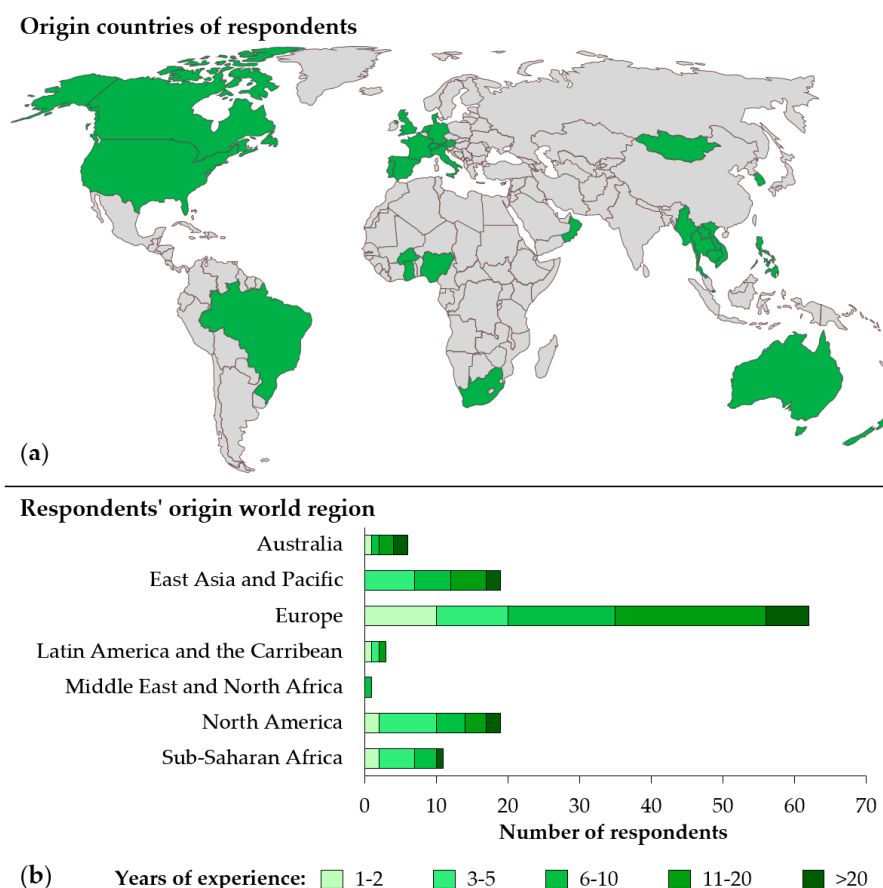 Origin countries of respondents
(a)
Respondents' origin world region
Australia
East Asia and Pacific
Europe
Latin America and the Carribean
Middle East and North Africa
North America
Sub-Saharan Africa
0 10 20 30 40 50 60 70
Number of respondents
(b) Years of experience: 1-2 3-5 6-10 11-20 >20